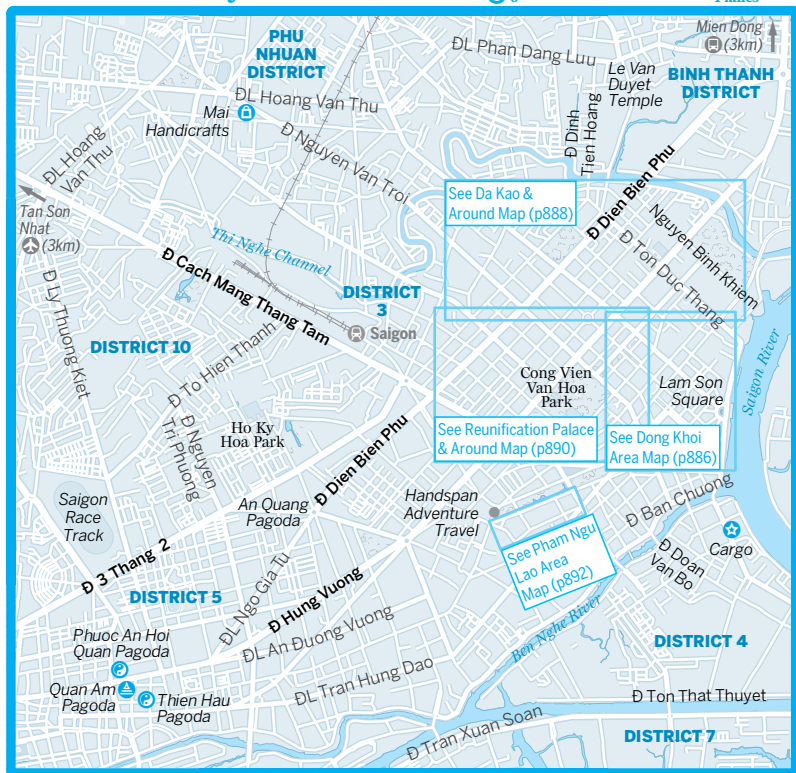 Mien Dong
(3km)
PHU
NHUAN
DISTRICT
ĐL Phan Dang Luu
Le Van
Duyet
Temple
BINH THANH
DISTRICT
ĐL Hoang Van Thu
Mai
Handicrafts
Đ Dinh
Tien Hoang
ĐL Hoang
Van Thu
Đ Nguyen Van Troi
Tan Son
Nhat
(3km)
See Da Kao &
Around Map (p888)
Đ Dien Bien Phu
Nguyen Binh Khiem
Đ Ton Duc Thang
Thi Nghe Channel
Đ Cach Mang Thang Tam
DISTRICT
3
Saigon
Đ Ly Thuong Kiet
DISTRICT 10
Đ To Hien Thanh
Saigon River
Cong Vien
Van Hoa
Park
Lam Son
Square
Ho Ky
Hoa Park
Đ Nguyen
Tri Phuong
See Reunification Palace
& Around Map (p890)
See Dong Khoi
Area Map (p886)
Đ Dien Bien Phu
Saigon
Race
Track
An Quang
Pagoda
Handspan
Adventure
Travel
Đ Ban Chuong
See Pham Ngu
Lao Area
Map (p892)
Cargo
Đ Doan
Van Bo
Đ 3 Thang 2
DISTRICT 5
ĐL Ngo Gia Tu
Đ Hung Vuong
Ben Nghe River
DISTRICT 4
Phuoc An Hoi
Quan Pagoda
ĐL An Duong Vuong
Quan Am
Pagoda
Thien Hau
Pagoda
ĐL Tran Hung Dao
Đ Ton That Thuyet
Đ Tran Xuan Soan
DISTRICT 7